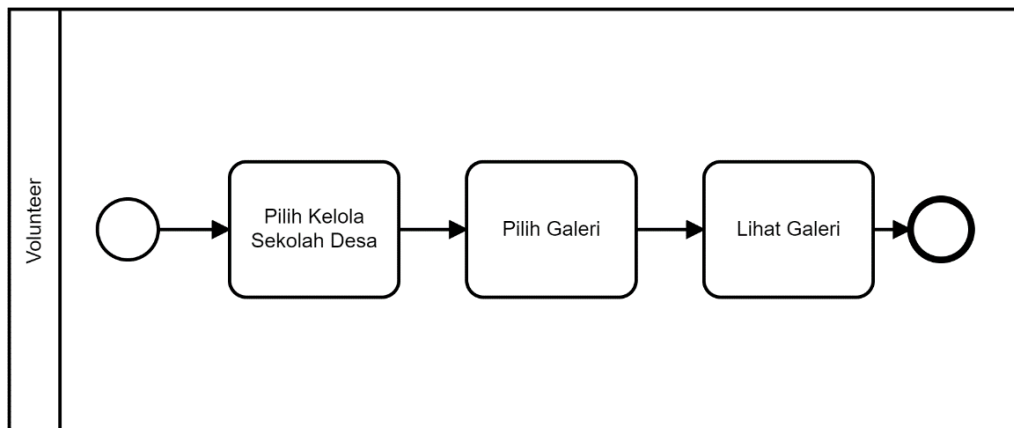 Volunteer
Pilih Kelola
Sekolah Desa
Pilih Galeri
Lihat Galeri